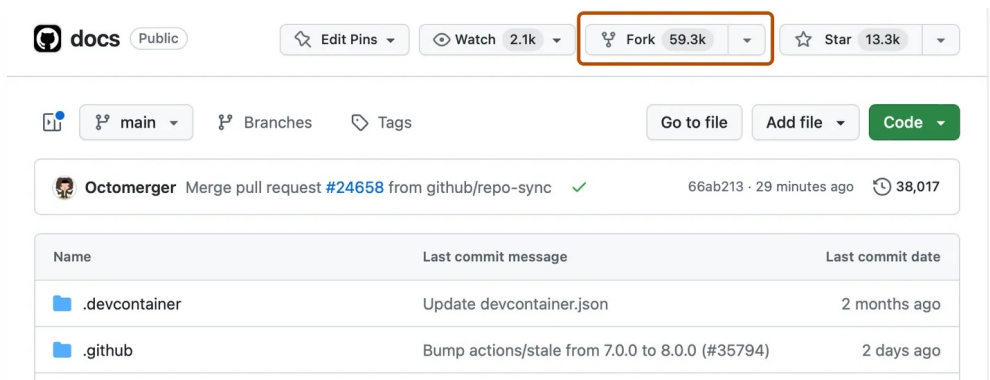 docs Public Edit Pins Watch 2.1k Fork 59.3k Star 13.3k
main Branches Tags Go to file Add file Code
Octomerger Merge pull request #24658 from github/repo-sync 66ab213 · 29 minutes ago 38,017
Name Last commit message Last commit date
.devcontainer Update devcontainer.json 2 months ago
.github Bump actions/stale from 7.0.0 to 8.0.0 (#35794) 2 days ago